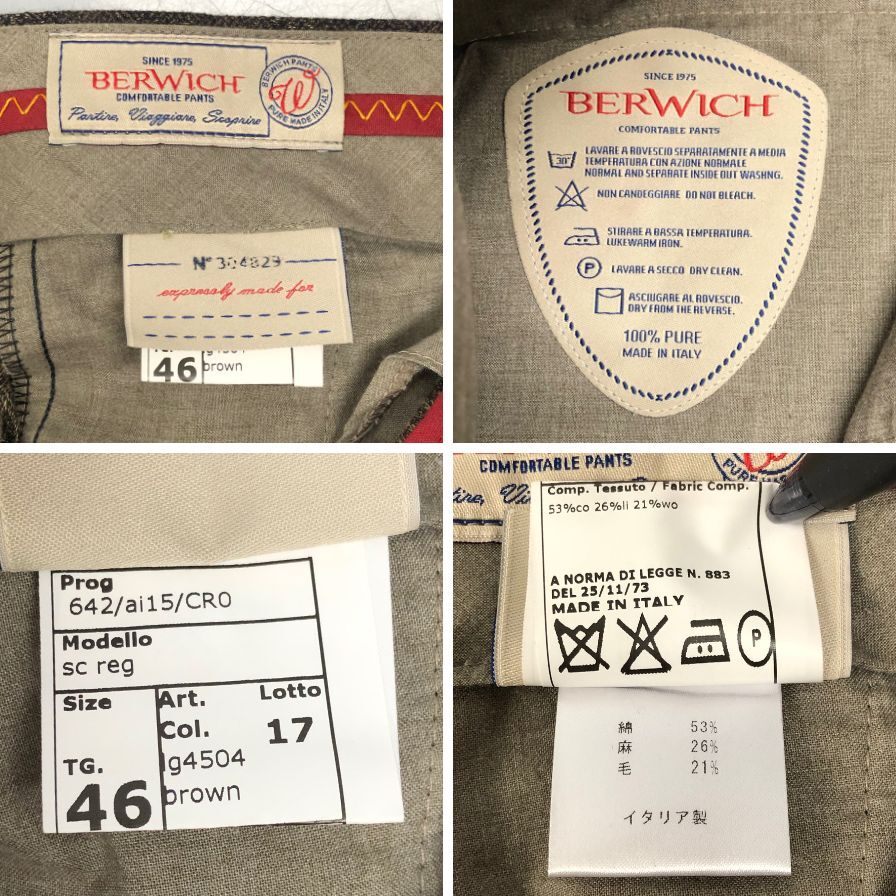 SINCE 1975
BERWICH
COMFORTABLE PANTS
Partire, Viaggiare, Scoprire
BERWICH PANTS
W
PURE MADE IN ITALY
N° 304823
expressly made for
46
brown
SINCE 1975
BERWICH
COMFORTABLE PANTS
30°
LAVARE A ROVESCIO SEPARATAMENTE A MEDIA
TEMPERATURA CON AZIONE NORMALE
NORMAL AND SEPARATE INSIDE OUT WASHNG.
NON CANDEGGIARE DO NOT BLEACH.
STIRARE A BASSA TEMPERATURA.
LUKEWARM IRON.
P LAVARE A SECCO DRY CLEAN.
ASCIUGARE AL ROVESCIO.
DRY FROM THE REVERSE.
100% PURE
MADE IN ITALY
Prog
642/ai15/CR0
Modello
sc reg
Size
TG.
46
Art.
Col.
lg4504
brown
Lotto
17
COMFORTABLE PANTS
Comp. Tessuto / Fabric Comp.
53%co 26%li 21%wo
A NORMA DI LEGGE N. 883
DEL 25/11/73
MADE IN ITALY
P
綿 53%
麻 26%
毛 21%
イタリア製